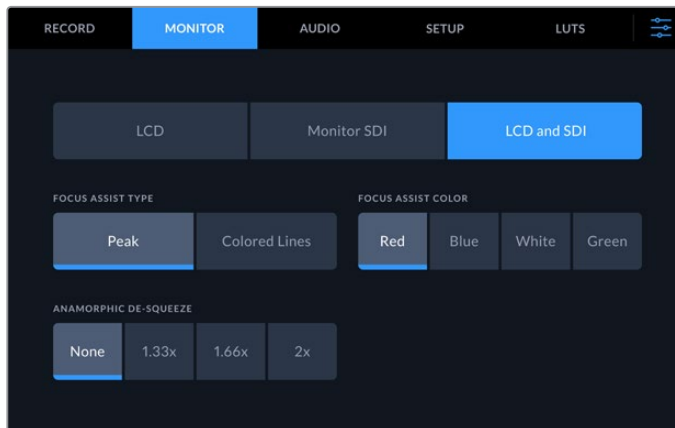 RECORD MONITOR AUDIO SETUP LUTS
LCD Monitor SDI LCD and SDI
FOCUS ASSIST TYPE FOCUS ASSIST COLOR
Peak Colored Lines Red Blue White Green
ANAMORPHIC DE-SQUEEZE
None 1.33x 1.66x 2x